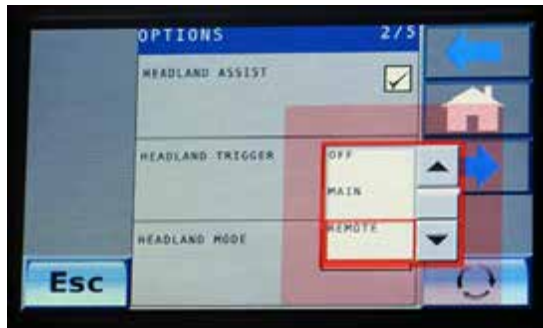 OPTIONS 2/5
HEADLAND ASSIST
HEADLAND TRIGGER
OFF
MAIN
HEADLAND MODE
REMOTE
Esc